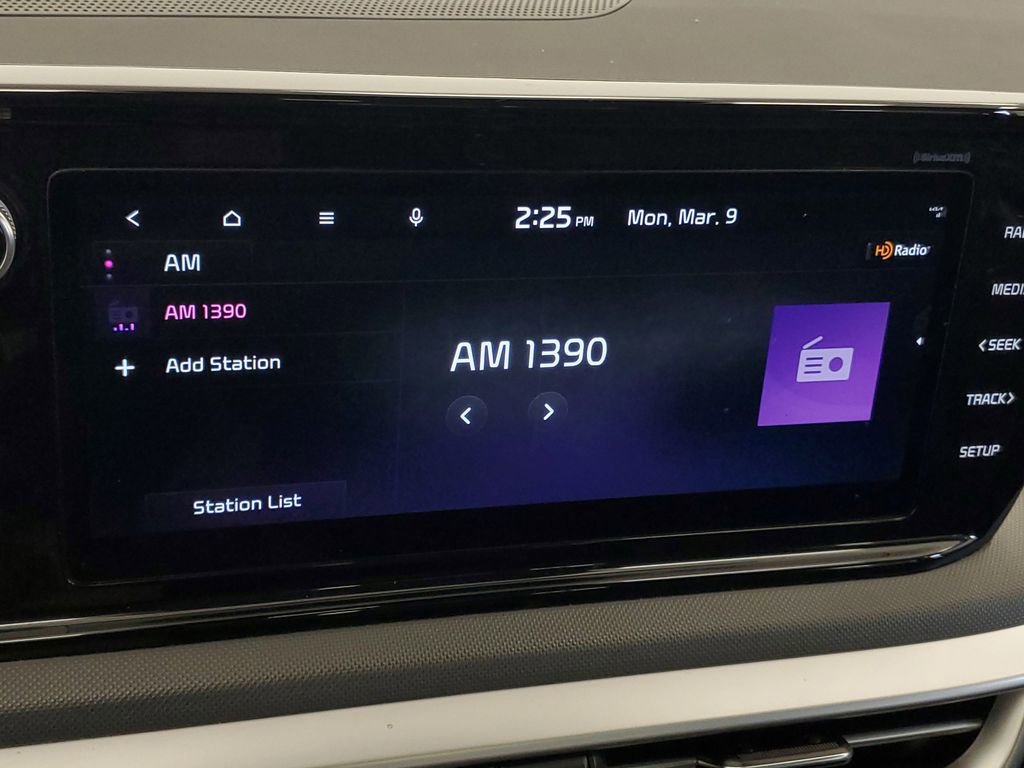 ((SiriusXM))
2:25 PM Mon, Mar. 9
HD Radio
AM
AM 1390
Add Station
AM 1390
Station List
MEDI
< SEEK
TRACK >
SETUP